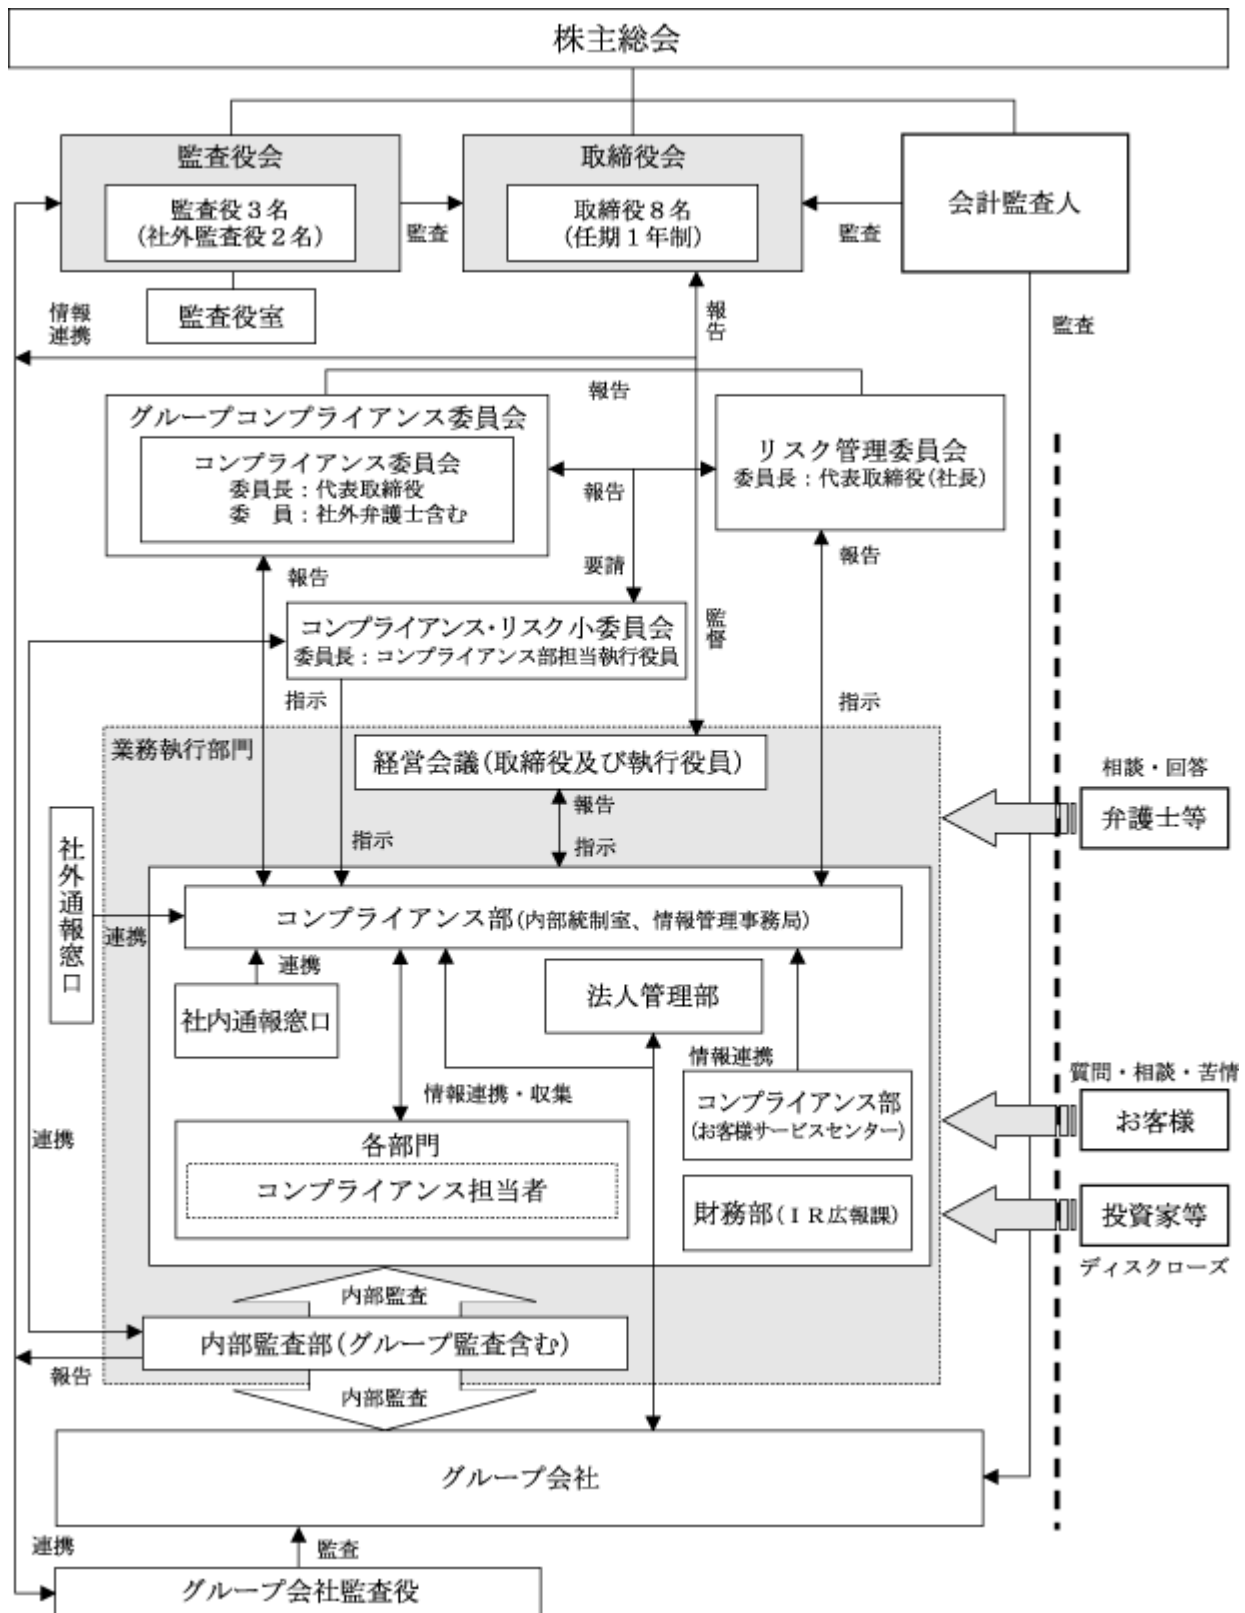 株主総会
監査役会
監査役３名
(社外監査役２名)
取締役会
取締役８名
(任期１年制)
会計監査人
監査
監査
監査役室
情報
連携
報告
監査
報告
グループコンプライアンス委員会
コンプライアンス委員会
委員長：代表取締役
委　員：社外弁護士含む
リスク管理委員会
委員長：代表取締役(社長)
報告
報告
要請
報告
コンプライアンス・リスク小委員会
委員長：コンプライアンス部担当執行役員
監督
指示
指示
業務執行部門
経営会議(取締役及び執行役員)
報告
指示
指示
相談・回答
弁護士等
社外通報窓口
連携
コンプライアンス部(内部統制室、情報管理事務局)
連携
社内通報窓口
法人管理部
情報連携
情報連携・収集
コンプライアンス部
(お客様サービスセンター)
質問・相談・苦情
お客様
各部門
コンプライアンス担当者
連携
財務部(ＩＲ広報課)
投資家等
ディスクローズ
内部監査
内部監査部(グループ監査含む)
報告
内部監査
グループ会社
連携
監査
グループ会社監査役